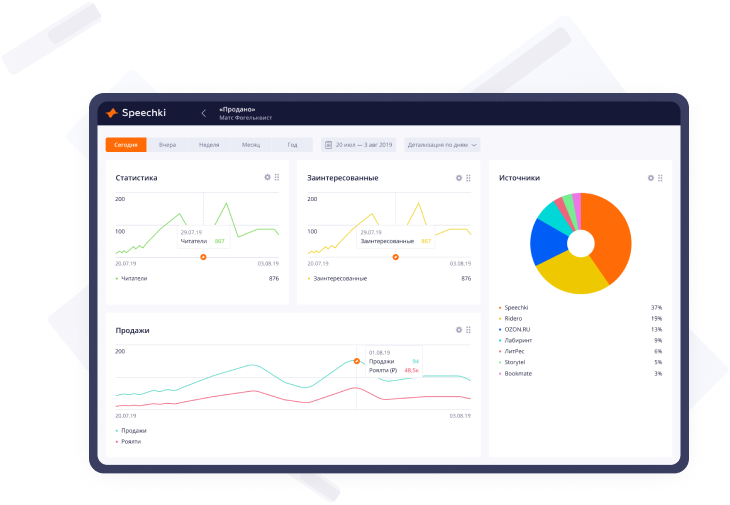 Speechki
«Продано»
Матс Фогельквист
Сегодня Вчера Неделя Месяц Год 20 июл — 3 авг 2019 Детализация по дням
Статистика
200
100
29.07.19
Читатели 867
20.07.19 03.08.19
Читатели 876
Заинтересованные
200
100
29.07.19
Заинтересованные 867
20.07.19 03.08.19
Заинтересованные 876
Источники
Speechki 37%
Ridero 19%
OZON.RU 13%
Лабиринт 9%
ЛитРес 6%
Storytel 5%
Bookmate 3%
Продажи
200
01.08.19
Продажи 94
Роялти (₽) 48,5к
20.07.19 03.08.19
Продажи
Роялти